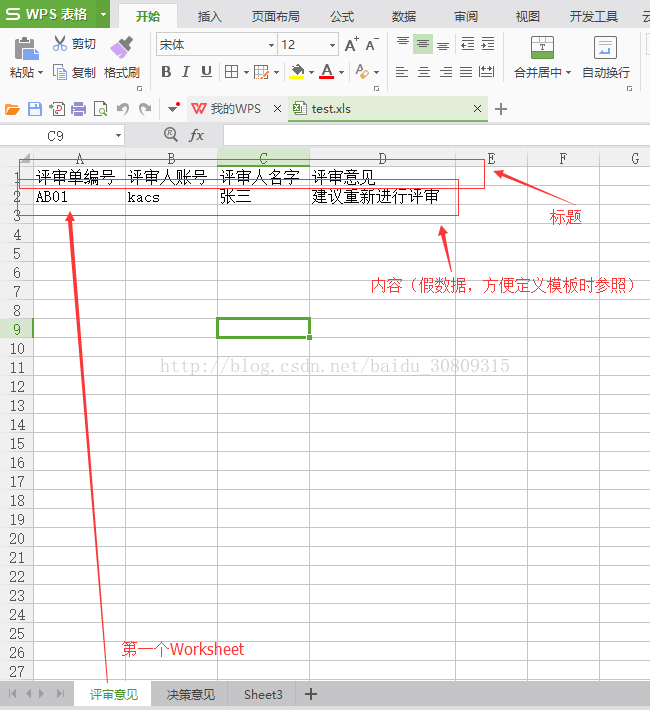 S WPS 表格 开始 插入 页面布局 公式 数据 审阅 视图 开发工具 云
粘贴 剪切 复制 格式刷 宋体 12 A+ A- B I U A 合并居中 自动换行
我的WPS test.xls
C9 fx
A B C D E F G
1 评审单编号 评审人账号 评审人名字 评审意见
2 AB01 kacs 张三 建议重新进行评审
标题
3
4
5
内容（假数据，方便定义模板时参照）
6
7
8
9
10
http://blog.csdn.net/baidu_30809315
11
12
13
14
15
16
17
18
19
20
21
22
23
24
25
第一个Worksheet
26
27
评审意见 决策意见 Sheet3